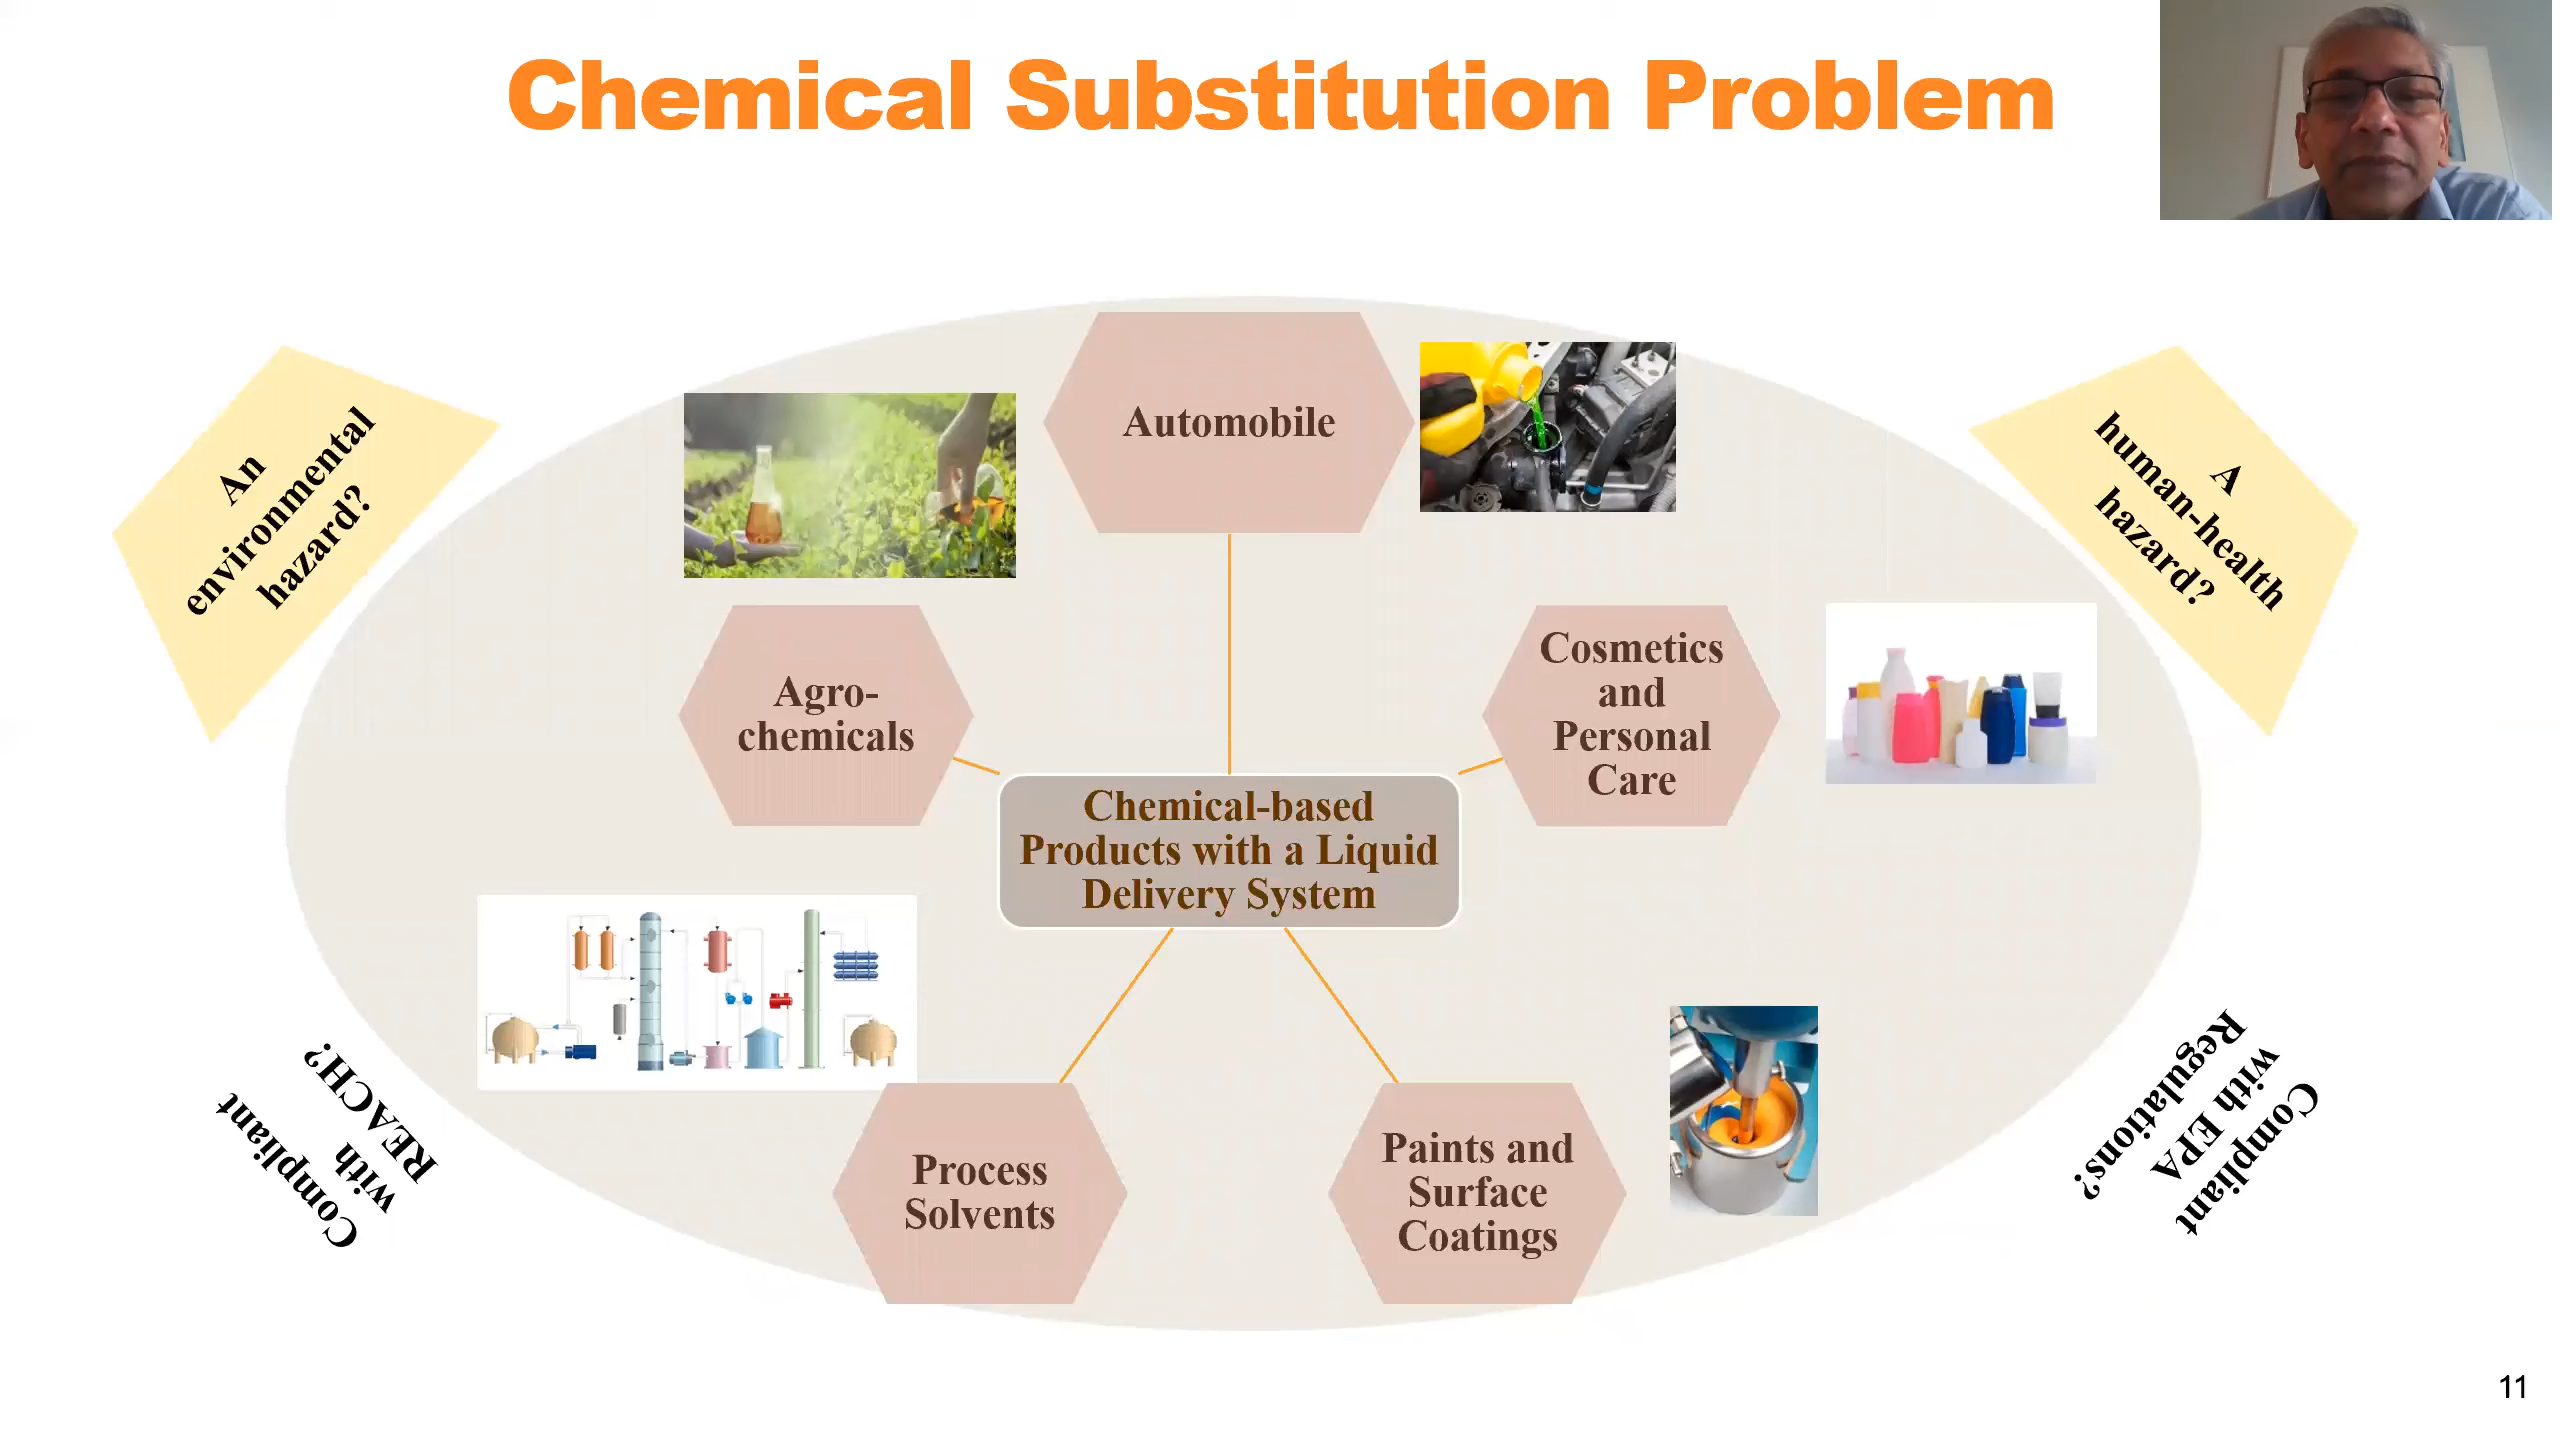 Chemical Substitution Problem
An
environmental
hazard?
A
human-health
hazard?
Automobile
Agro-
chemicals
Cosmetics
and
Personal
Care
Chemical-based
Products with a Liquid
Delivery System
Process
Solvents
Paints and
Surface
Coatings
Compliant
with
REACH?
Compliant
with EPA
Regulations?
11